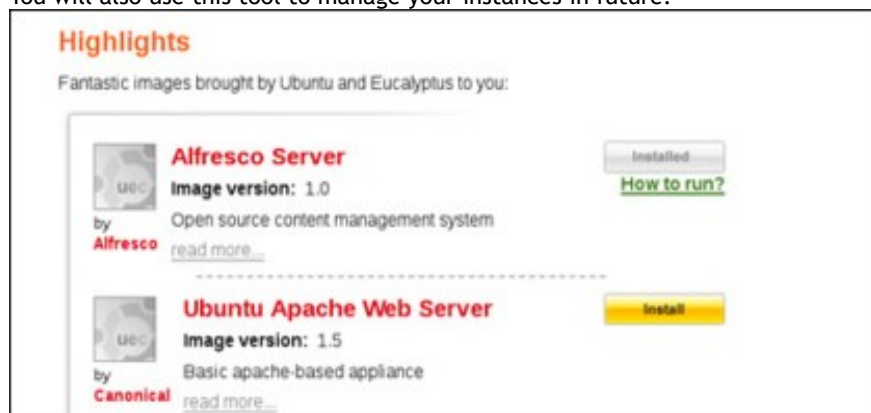 You will also use this tool to manage your instances in future.
Highlights
Fantastic images brought by Ubuntu and Eucalyptus to you:
uec
by
Alfresco
Alfresco Server
Image version: 1.0
Open source content management system
read more...
Installed
How to run?
uec
by
Canonical
Ubuntu Apache Web Server
Image version: 1.5
Basic apache-based appliance
read more...
Install